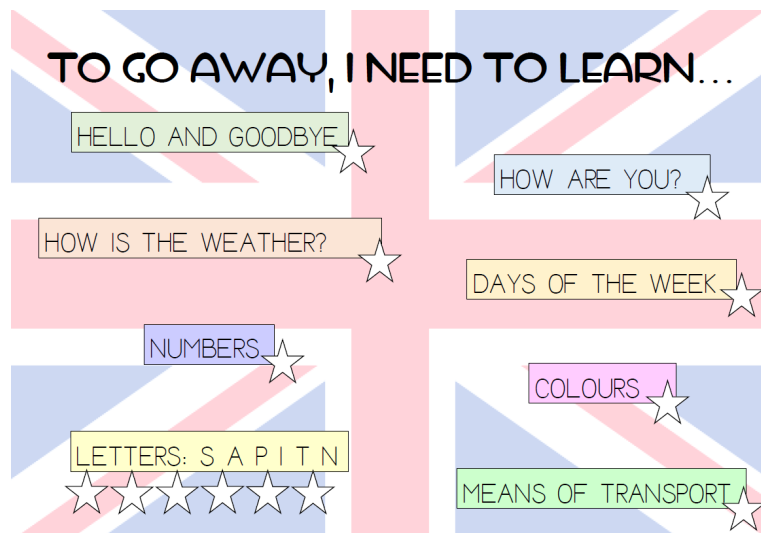 TO GO AWAY, I NEED TO LEARN...
HELLO AND GOODBYE
HOW ARE YOU?
HOW IS THE WEATHER?
DAYS OF THE WEEK
NUMBERS
COLOURS
LETTERS: S A P I T N
MEANS OF TRANSPORT